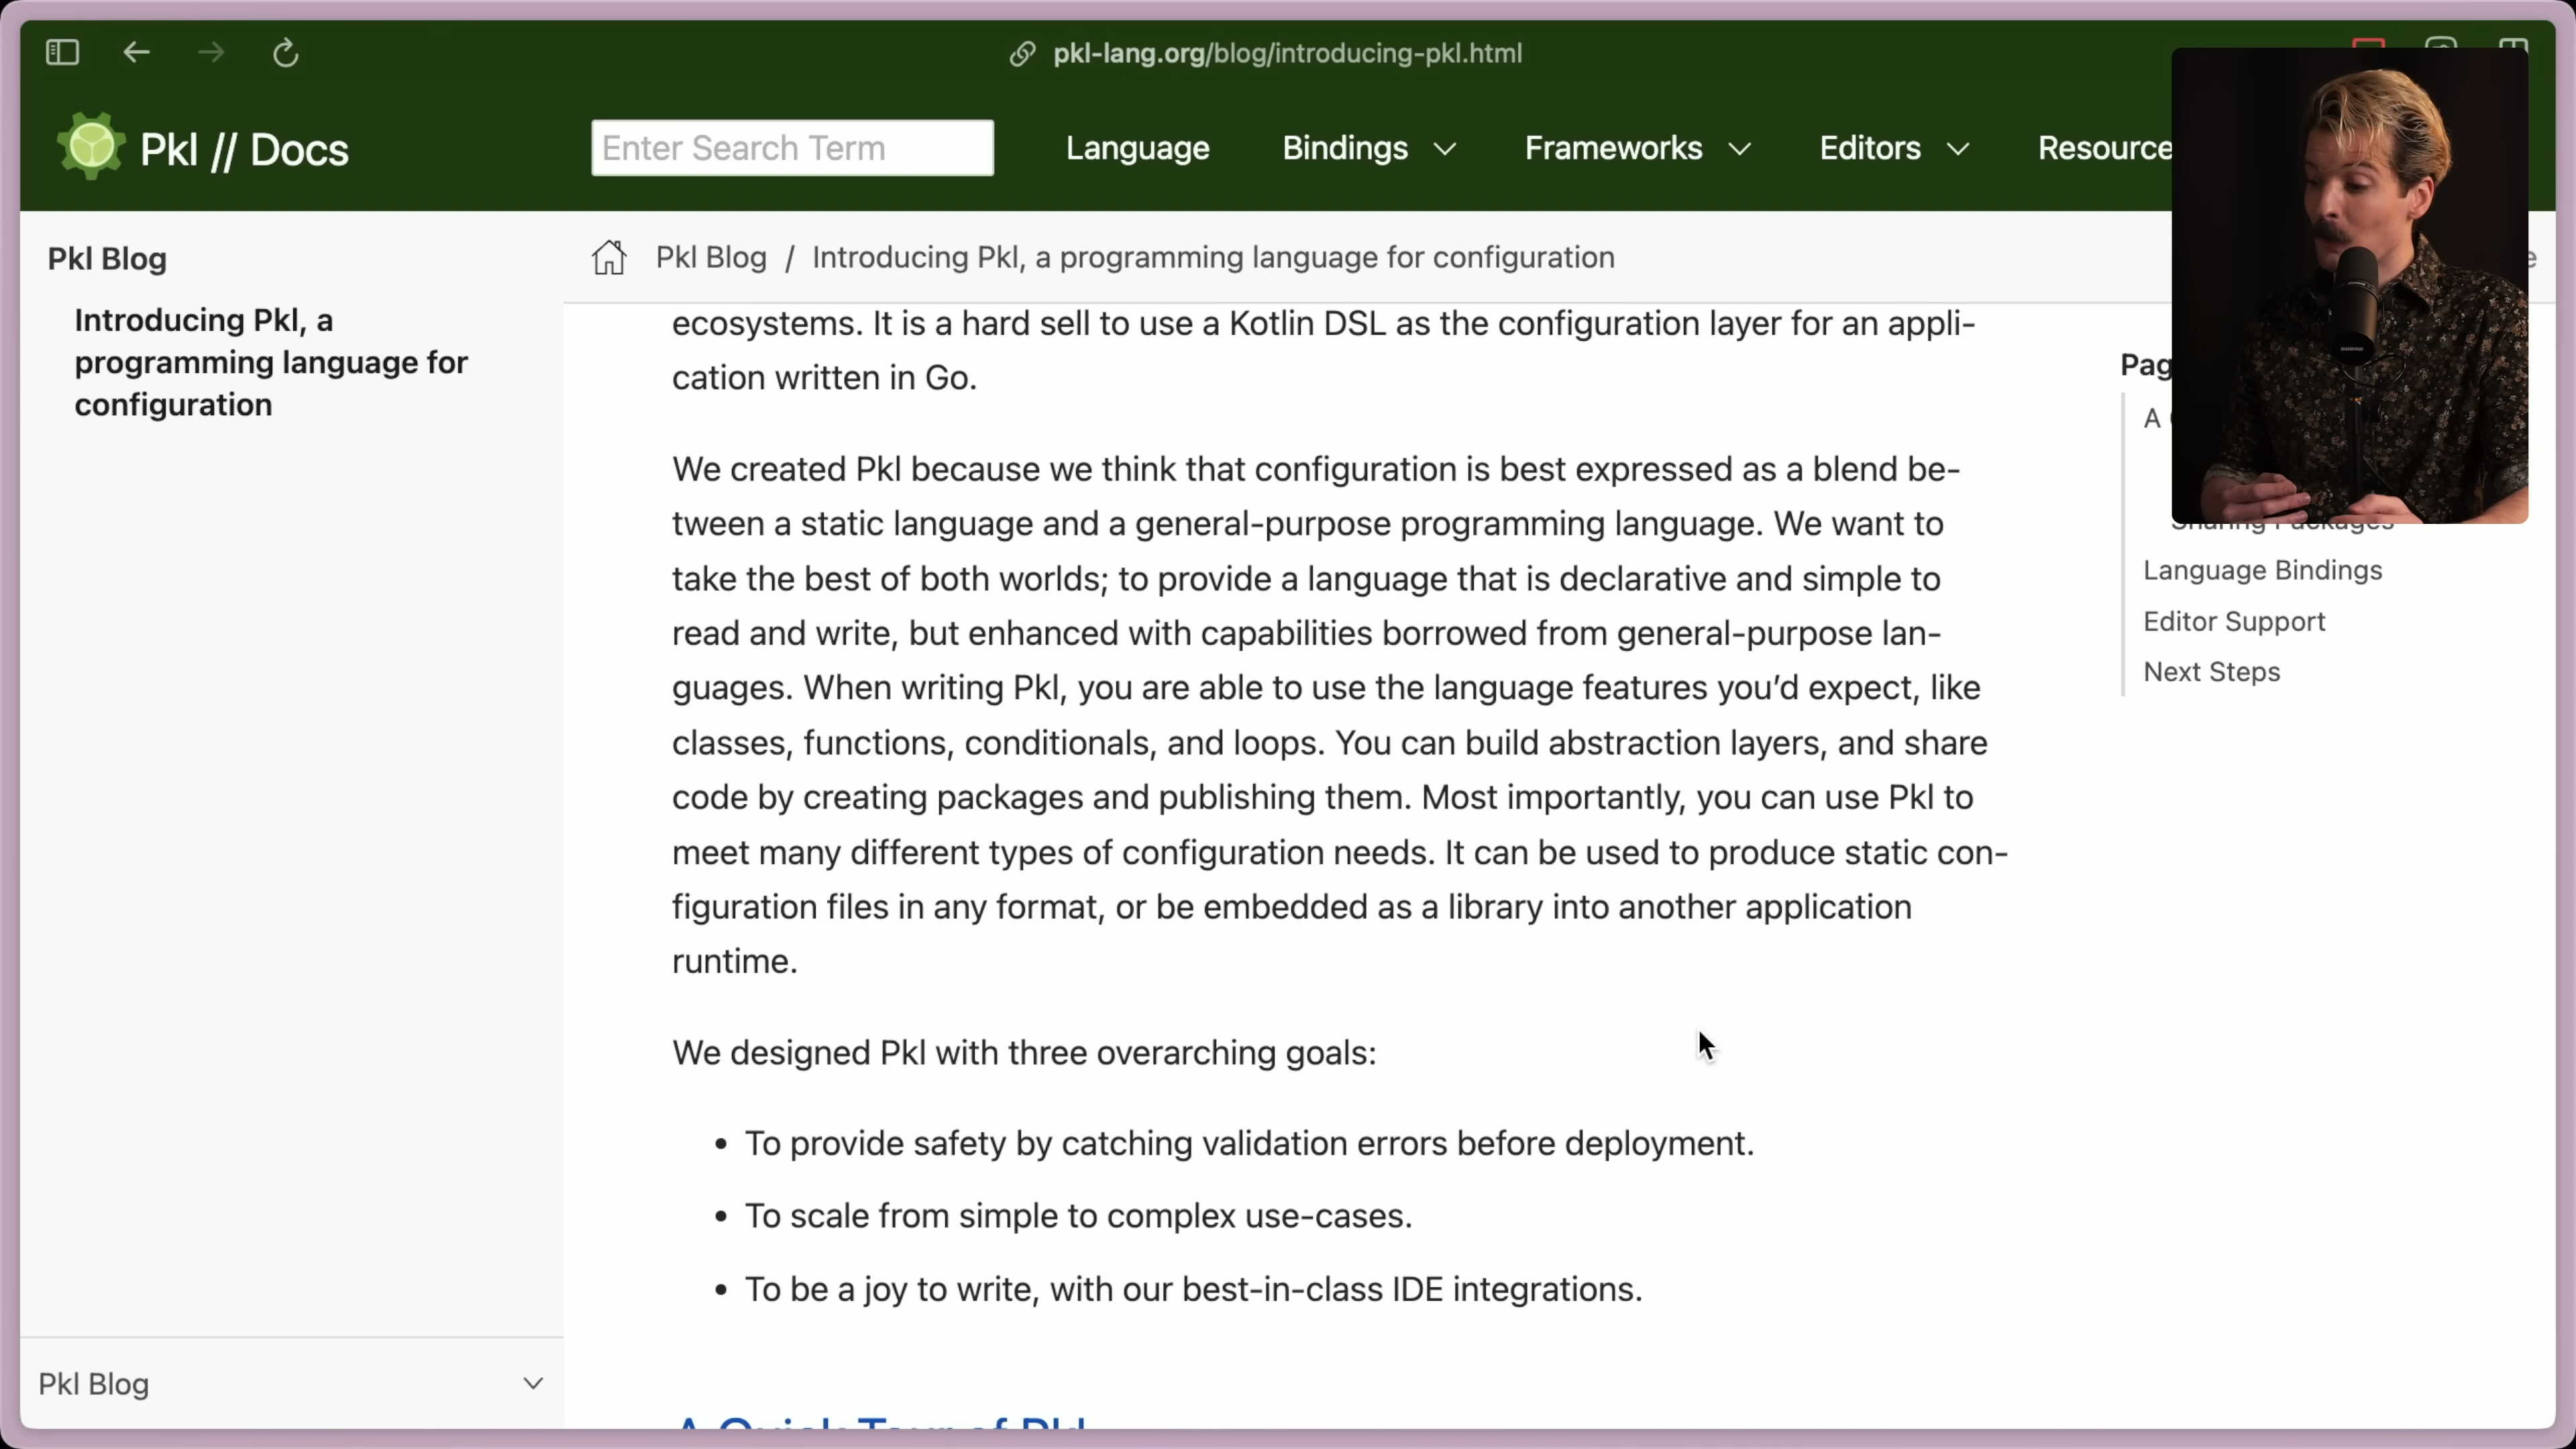 pkl-lang.org/blog/introducing-pkl.html
Pkl // Docs
Enter Search Term
Language
Bindings
Frameworks
Editors
Resource
Pkl Blog
Introducing Pkl, a
programming language for
configuration
Pkl Blog / Introducing Pkl, a programming language for configuration
ecosystems. It is a hard sell to use a Kotlin DSL as the configuration layer for an appli-
cation written in Go.
We created Pkl because we think that configuration is best expressed as a blend be-
tween a static language and a general-purpose programming language. We want to
take the best of both worlds; to provide a language that is declarative and simple to
read and write, but enhanced with capabilities borrowed from general-purpose lan-
guages. When writing Pkl, you are able to use the language features you’d expect, like
classes, functions, conditionals, and loops. You can build abstraction layers, and share
code by creating packages and publishing them. Most importantly, you can use Pkl to
meet many different types of configuration needs. It can be used to produce static con-
figuration files in any format, or be embedded as a library into another application
runtime.
We designed Pkl with three overarching goals:
• To provide safety by catching validation errors before deployment.
• To scale from simple to complex use-cases.
• To be a joy to write, with our best-in-class IDE integrations.
A Quick Tour of Pkl
Pag
A
Sharing Packages
Language Bindings
Editor Support
Next Steps
Pkl Blog